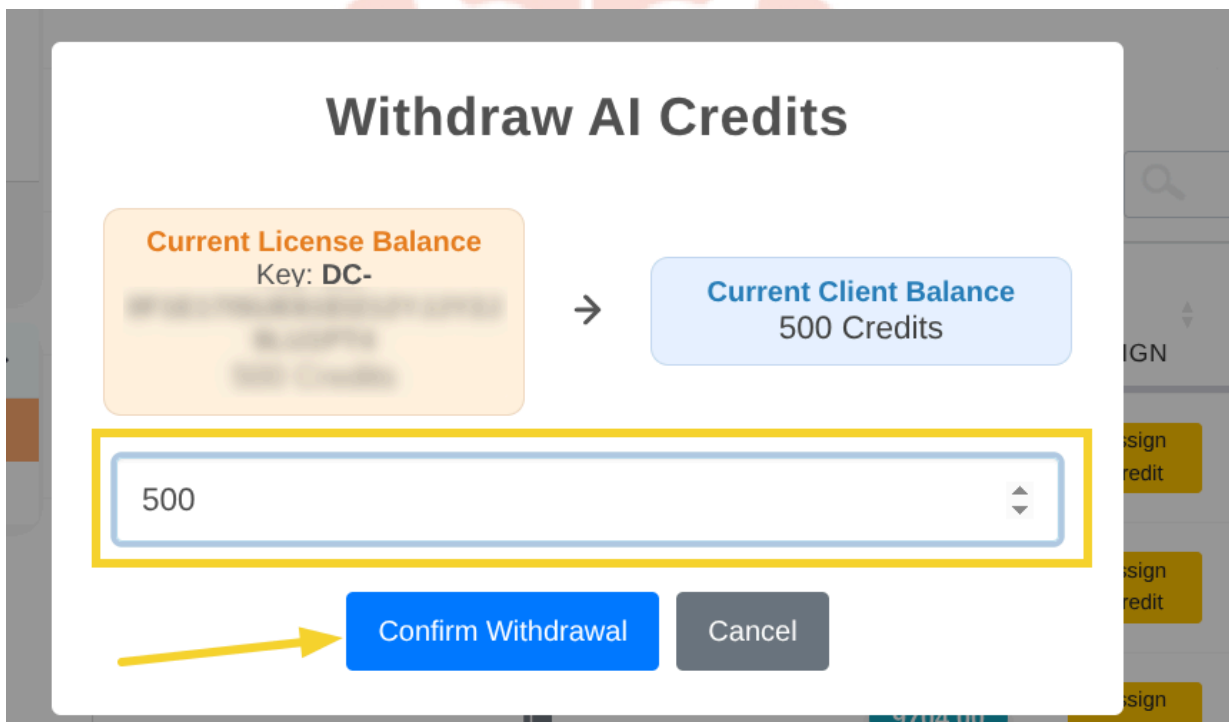 Withdraw AI Credits
Current License Balance
Key: DC-
Current Client Balance
500 Credits
IGN
500
ssign
redit
ssign
redit
Confirm Withdrawal
Cancel
ssign